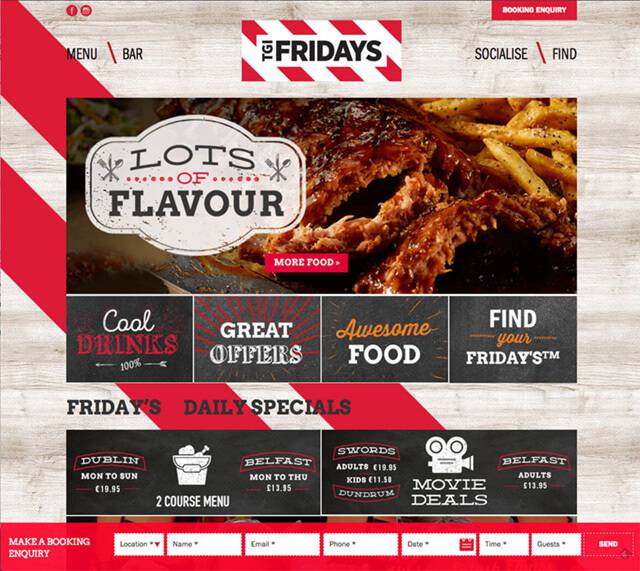 BOOKING ENQUIRY
MENU \ BAR
TGI FRIDAYS
SOCIALISE \ FIND
LOTS
OF
FLAVOUR
MORE FOOD >
Cool
DRINKS
100%
GREAT
OFFERS
Awesome
FOOD
FIND
your
FRIDAY'S™
FRIDAY'S DAILY SPECIALS
DUBLIN
MON TO SUN
€19.95
2 COURSE MENU
BELFAST
MON TO THU
£13.95
SWORDS
ADULTS €19.95
KIDS €11.50
DUNDRUM
MOVIE
DEALS
BELFAST
ADULTS
£13.95
MAKE A BOOKING
ENQUIRY
Location *
Name *
Email *
Phone *
Date *
Time *
Guests *
SEND